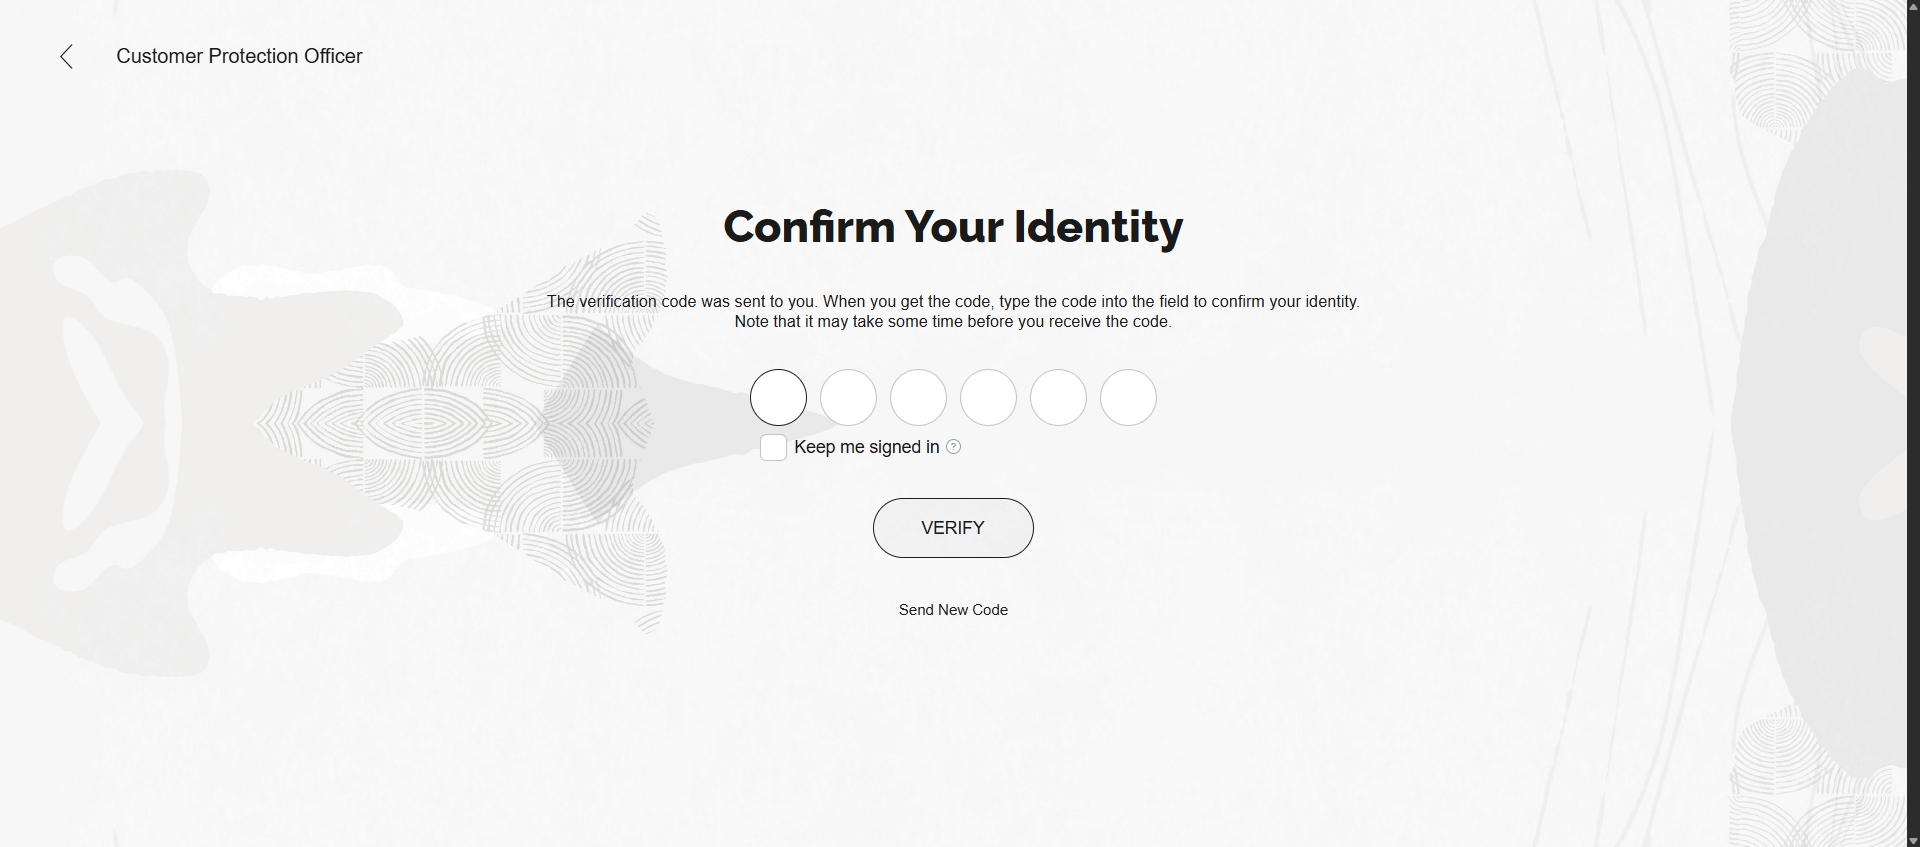 Customer Protection Officer
Confirm Your Identity
The verification code was sent to you. When you get the code, type the code into the field to confirm your identity.
Note that it may take some time before you receive the code.
Keep me signed in ?
VERIFY
Send New Code